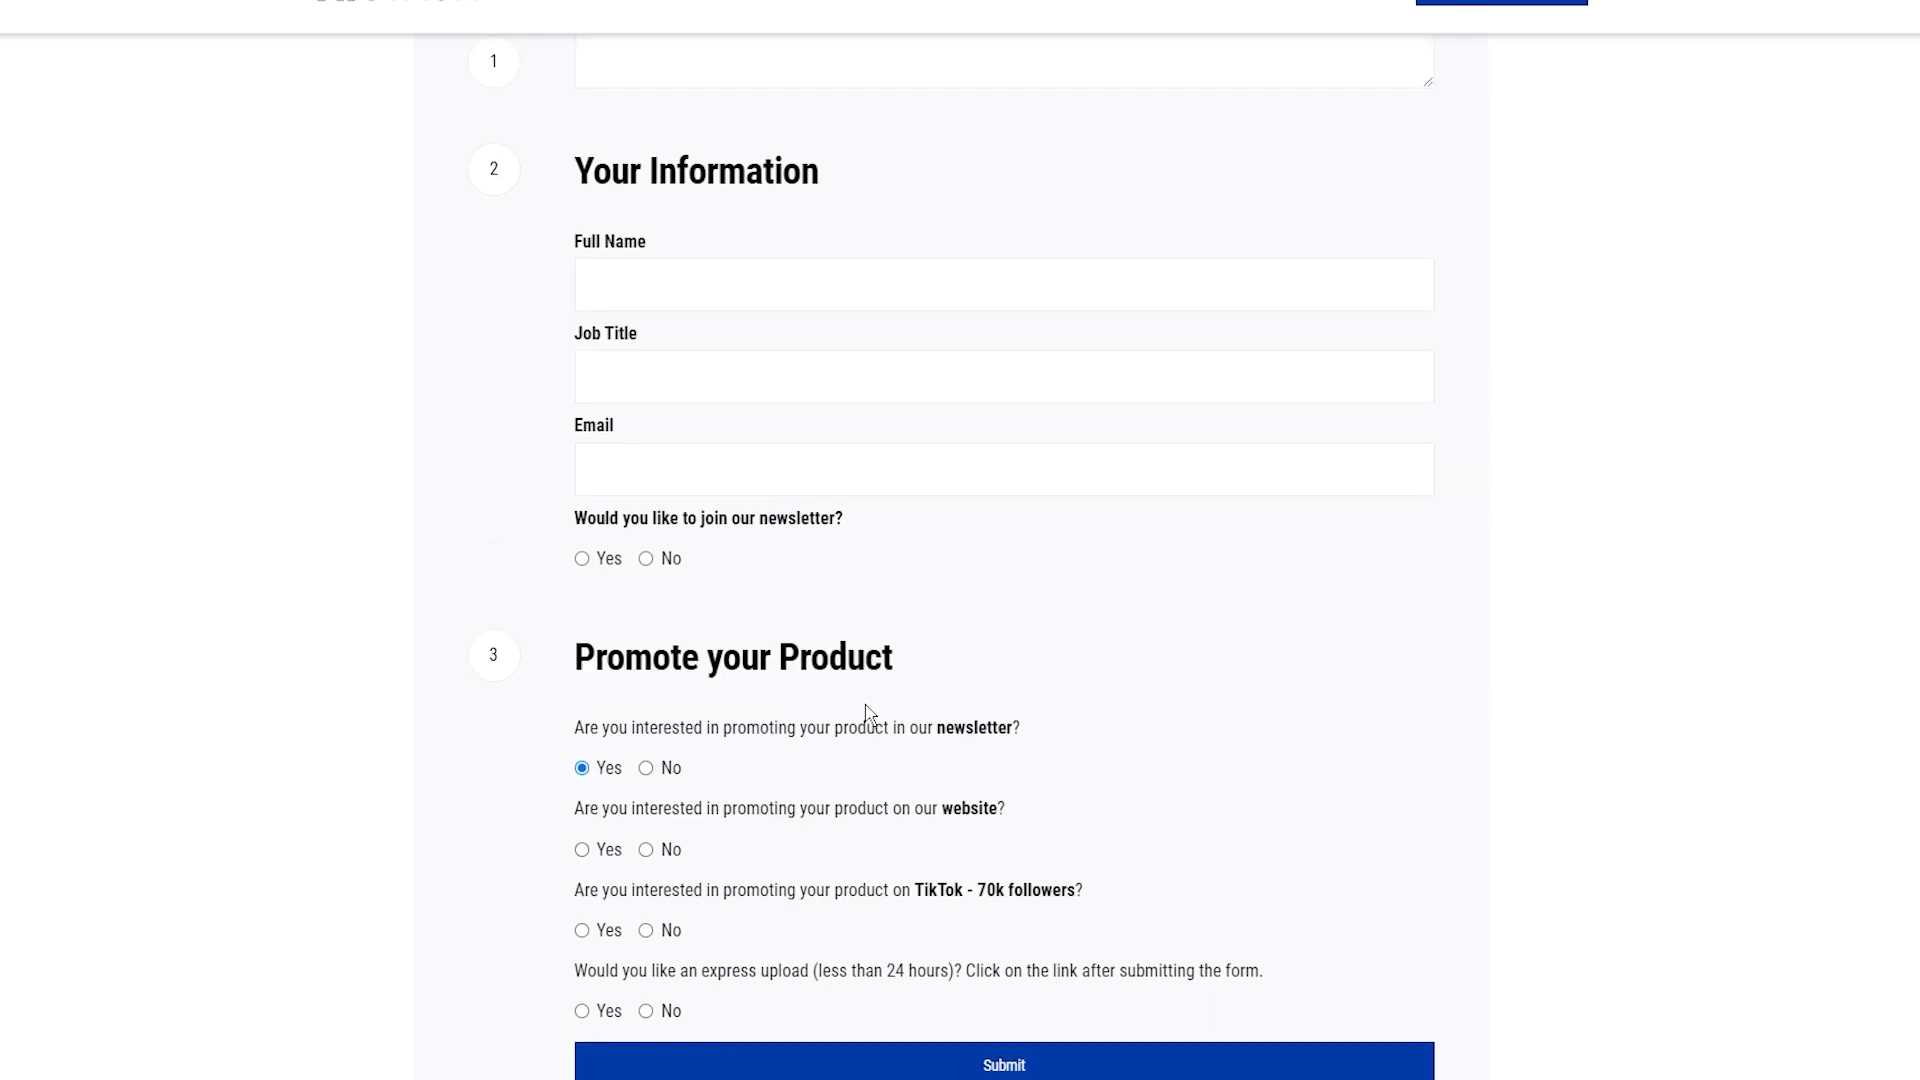 1
2
Your Information
Full Name
Job Title
Email
Would you like to join our newsletter?
Yes No
3
Promote your Product
Are you interested in promoting your product in our newsletter?
Yes No
Are you interested in promoting your product on our website?
Yes No
Are you interested in promoting your product on TikTok - 70k followers?
Yes No
Would you like an express upload (less than 24 hours)? Click on the link after submitting the form.
Yes No
Submit